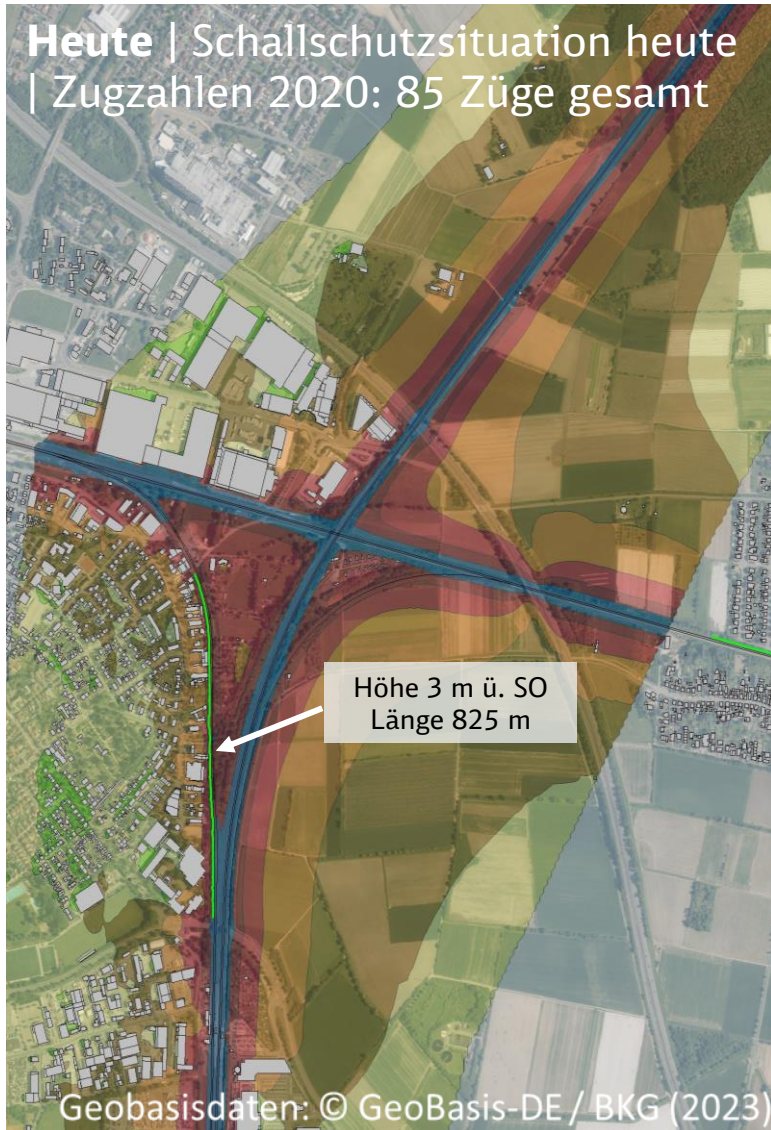 Heute | Schallschutzsituation heute
| Zugzahlen 2020: 85 Züge gesamt
Höhe 3 m ü. SO
Länge 825 m
Geobasisdaten: © GeoBasis-DE / BKG (2023)